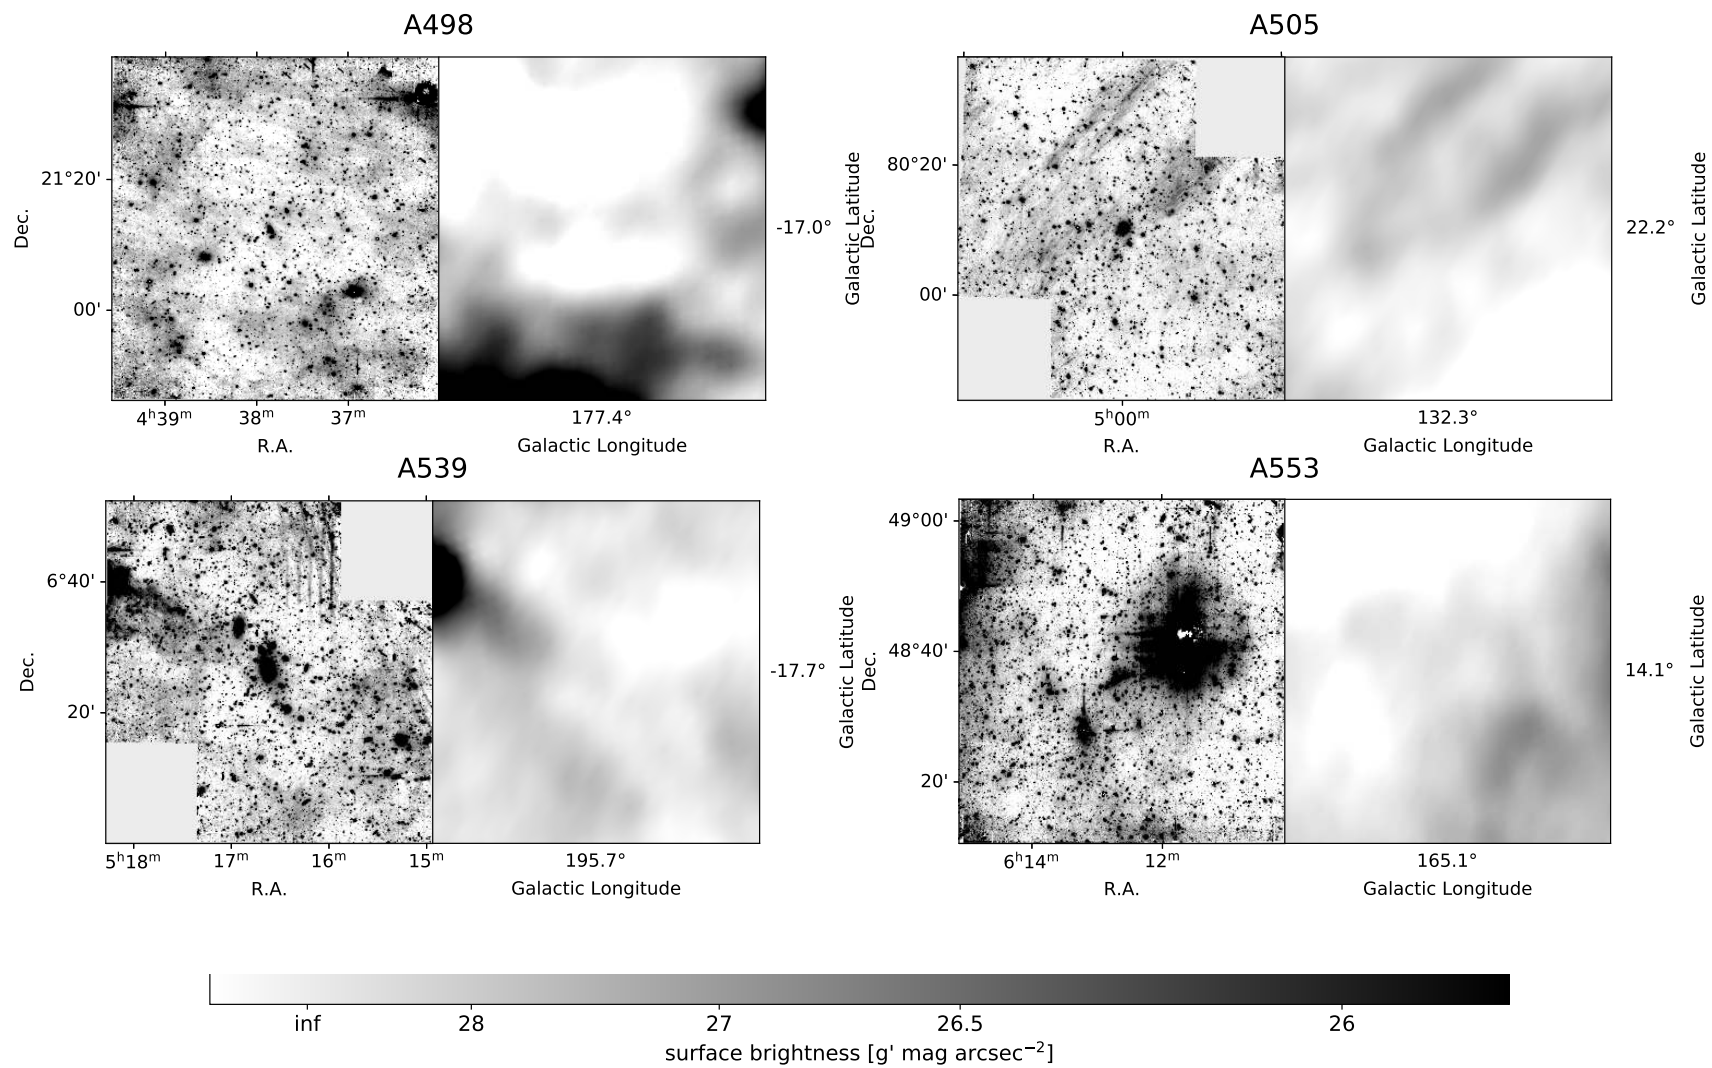 A498
A505
Dec.
21°20'
00'
4ʰ39ᵐ
38ᵐ
37ᵐ
R.A.
177.4°
Galactic Longitude
-17.0°
Galactic Latitude
Dec.
80°20'
00'
5ʰ00ᵐ
R.A.
132.3°
Galactic Longitude
22.2°
Galactic Latitude
A539
A553
Dec.
6°40'
20'
5ʰ18ᵐ
17ᵐ
16ᵐ
15ᵐ
R.A.
195.7°
Galactic Longitude
-17.7°
Galactic Latitude
Dec.
49°00'
48°40'
20'
6ʰ14ᵐ
12ᵐ
R.A.
165.1°
Galactic Longitude
14.1°
Galactic Latitude
inf
28
27
26.5
26
surface brightness [g' mag arcsec⁻²]